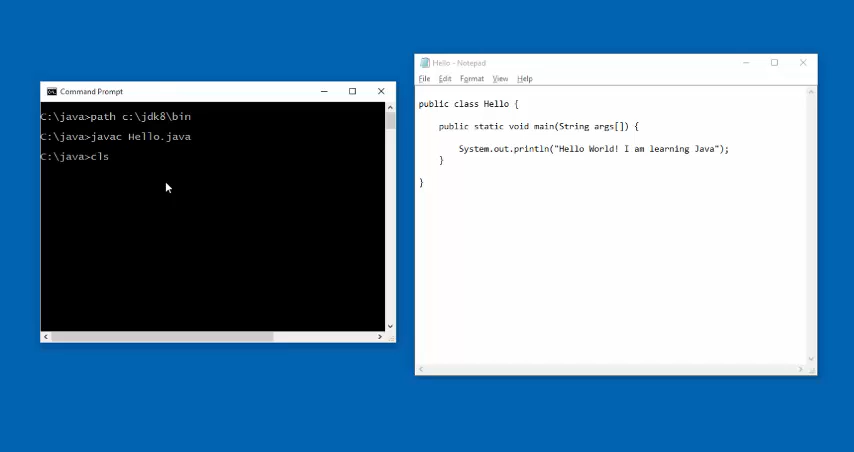 Command Prompt
C:\java>path c:\jdk8\bin
C:\java>javac Hello.java
C:\java>cls
Hello - Notepad
File Edit Format View Help
public class Hello {
public static void main(String args[]) {
System.out.println("Hello World! I am learning Java");
}
}